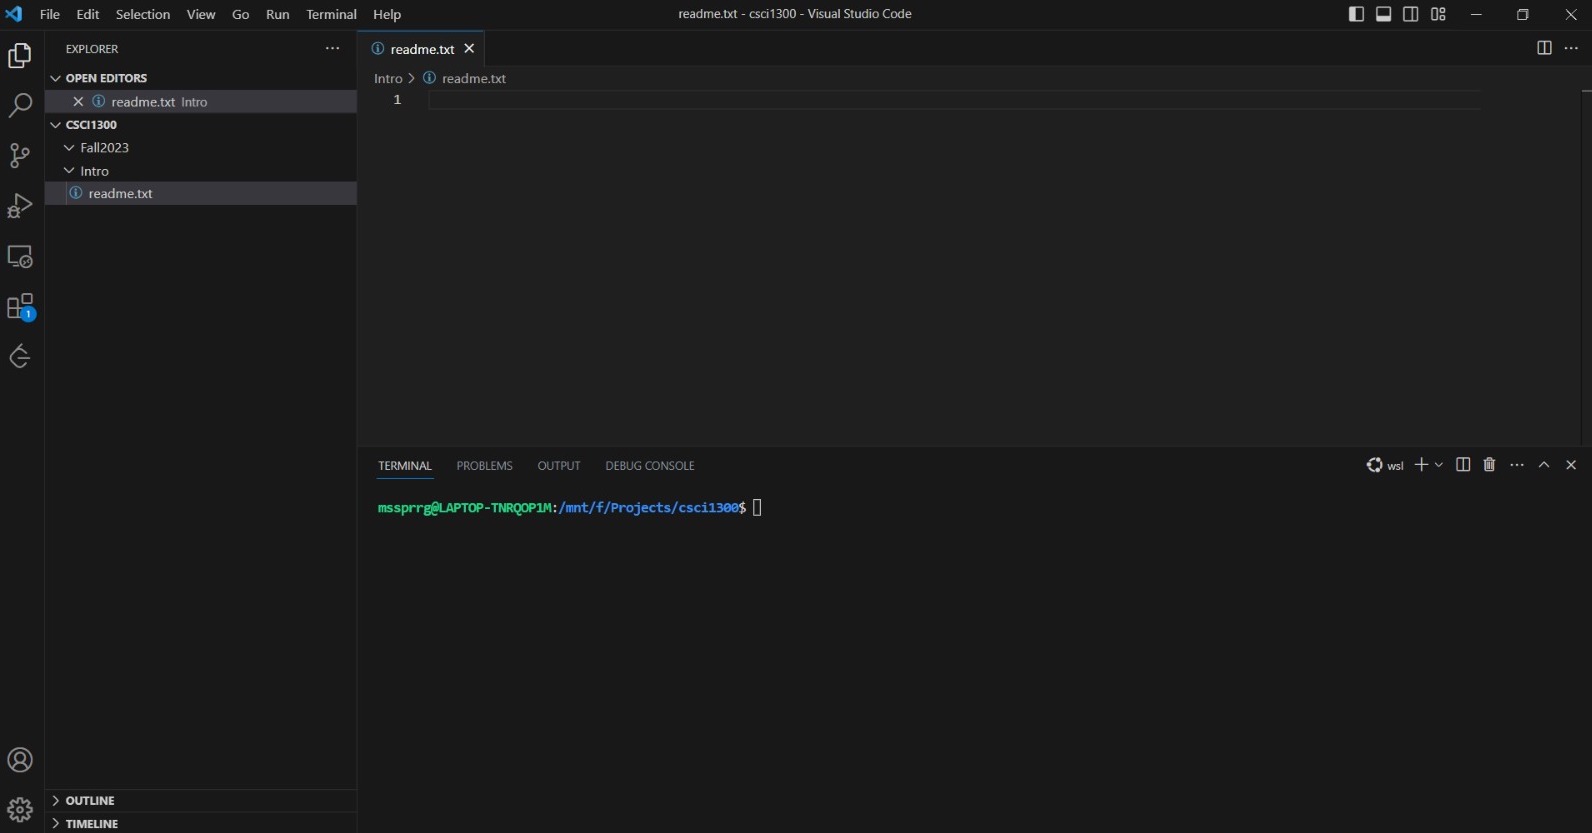 File Edit Selection View Go Run Terminal Help
readme.txt - csci1300 - Visual Studio Code
EXPLORER
OPEN EDITORS
readme.txt Intro
CSCI1300
Fall2023
Intro
readme.txt
OUTLINE
TIMELINE
1
readme.txt
Intro > readme.txt
1
TERMINAL PROBLEMS OUTPUT DEBUG CONSOLE
wsl
mssprrg@LAPTOP-TNRQOP1M:/mnt/f/Projects/csci1300$